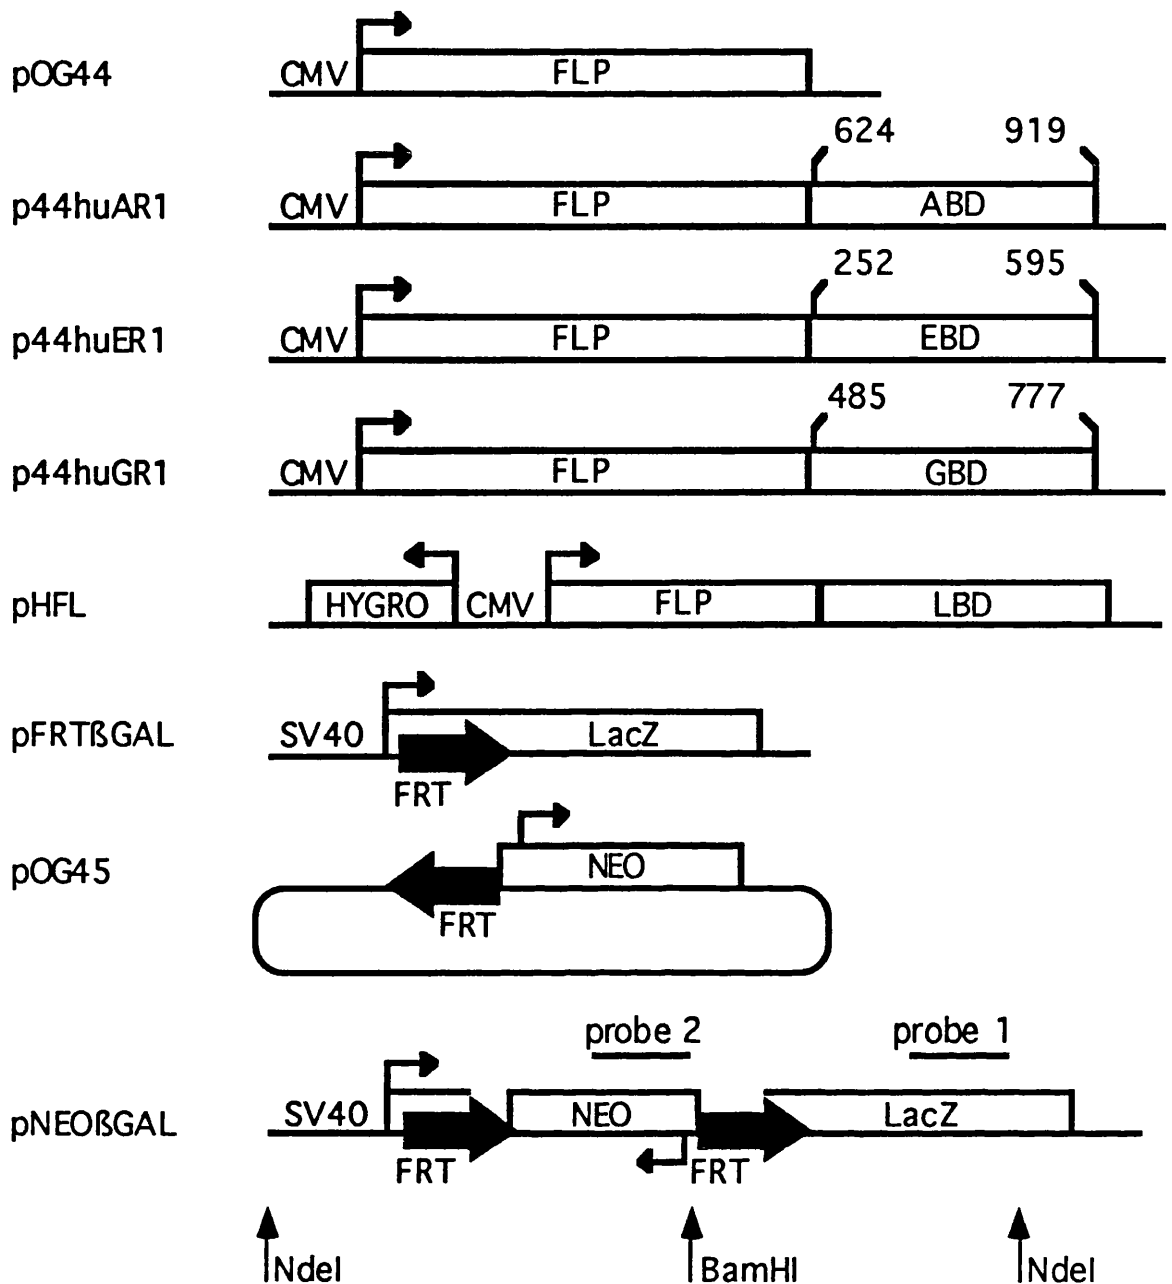 pOG44 CMV FLP
624 919
p44huAR1 CMV FLP ABD
252 595
p44huER1 CMV FLP EBD
485 777
p44huGR1 CMV FLP GBD
pHFL HYGRO CMV FLP LBD
pFRTßGAL SV40 LacZ
FRT
pOG45 NEO
FRT
probe 2 probe 1
pNEOßGAL SV40 NEO LacZ
FRT FRT
NdeI BamHI NdeI